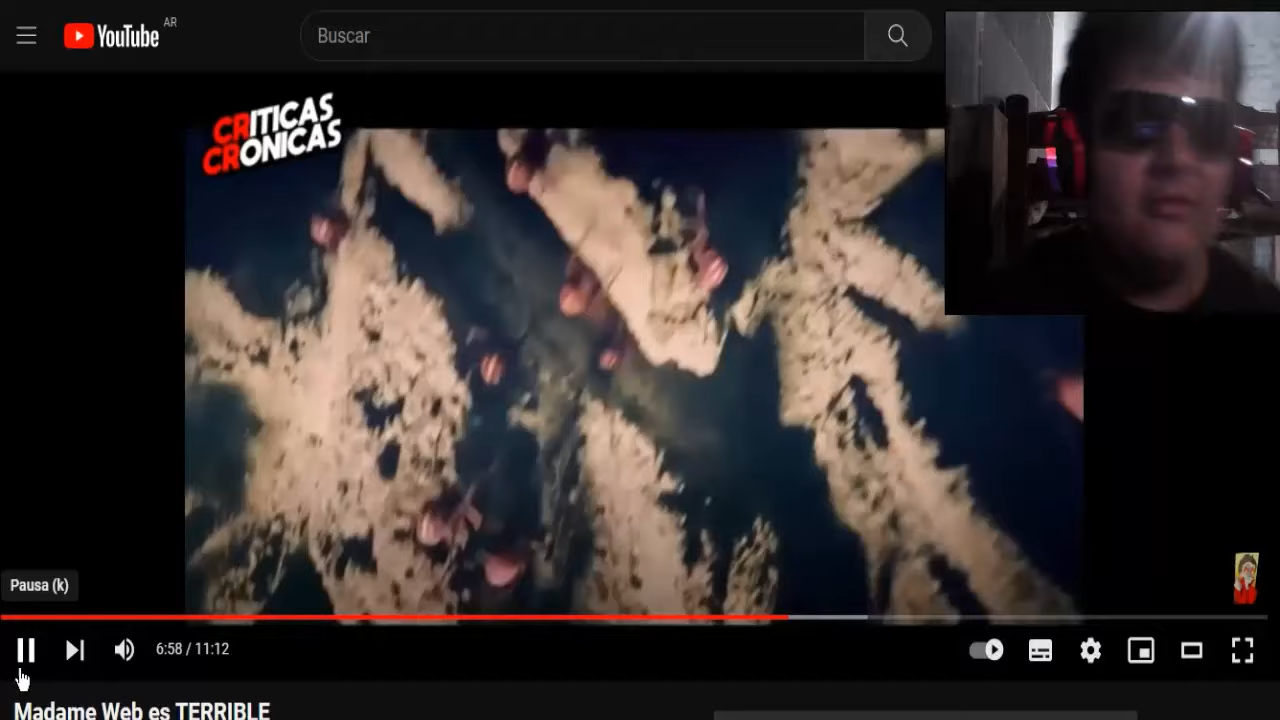 YouTube
AR
Buscar
CRITICAS
CRONICAS
Pausa (k)
6:58 / 11:12
Madame Web es TERRIBLE